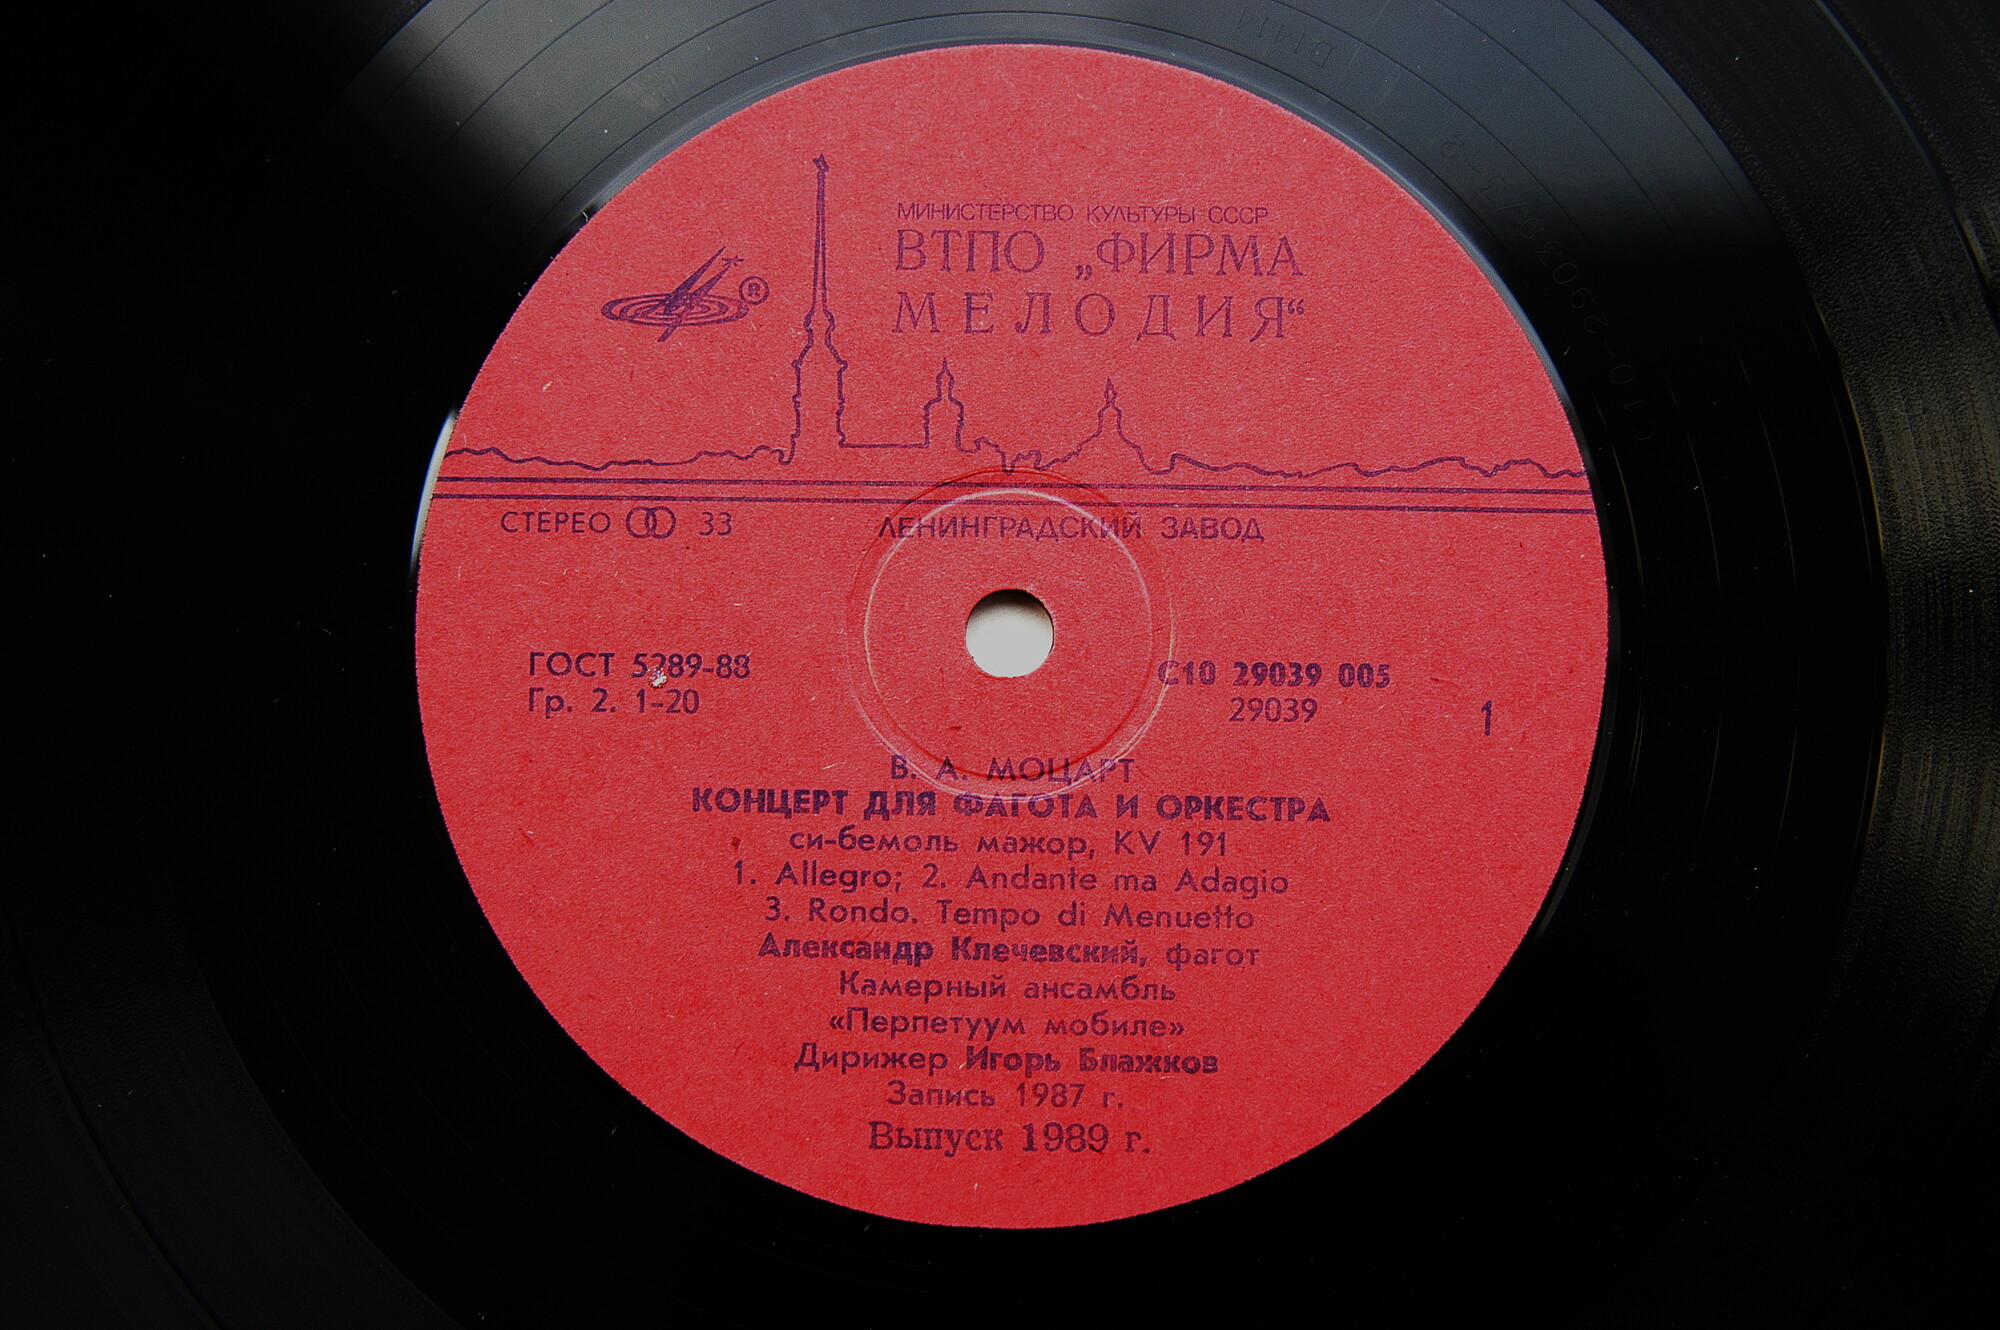 МИНИСТЕРСТВО КУЛЬТУРЫ СССР
ВТПО „ФИРМА
МЕЛОДИЯ“
®
СТЕРЕО 33
ЛЕНИНГРАДСКИЙ ЗАВОД
ГОСТ 5289-88
Гр. 2. 1-20
С10 29039 005
29039
1
В. А. МОЦАРТ
КОНЦЕРТ ДЛЯ ФАГОТА И ОРКЕСТРА
си-бемоль мажор, KV 191
1. Allegro; 2. Andante ma Adagio
3. Rondo. Tempo di Menuetto
Александр Клечевский, фагот
Камерный ансамбль
«Перпетуум мобиле»
Дирижер Игорь Блажков
Запись 1987 г.
Выпуск 1989 г.